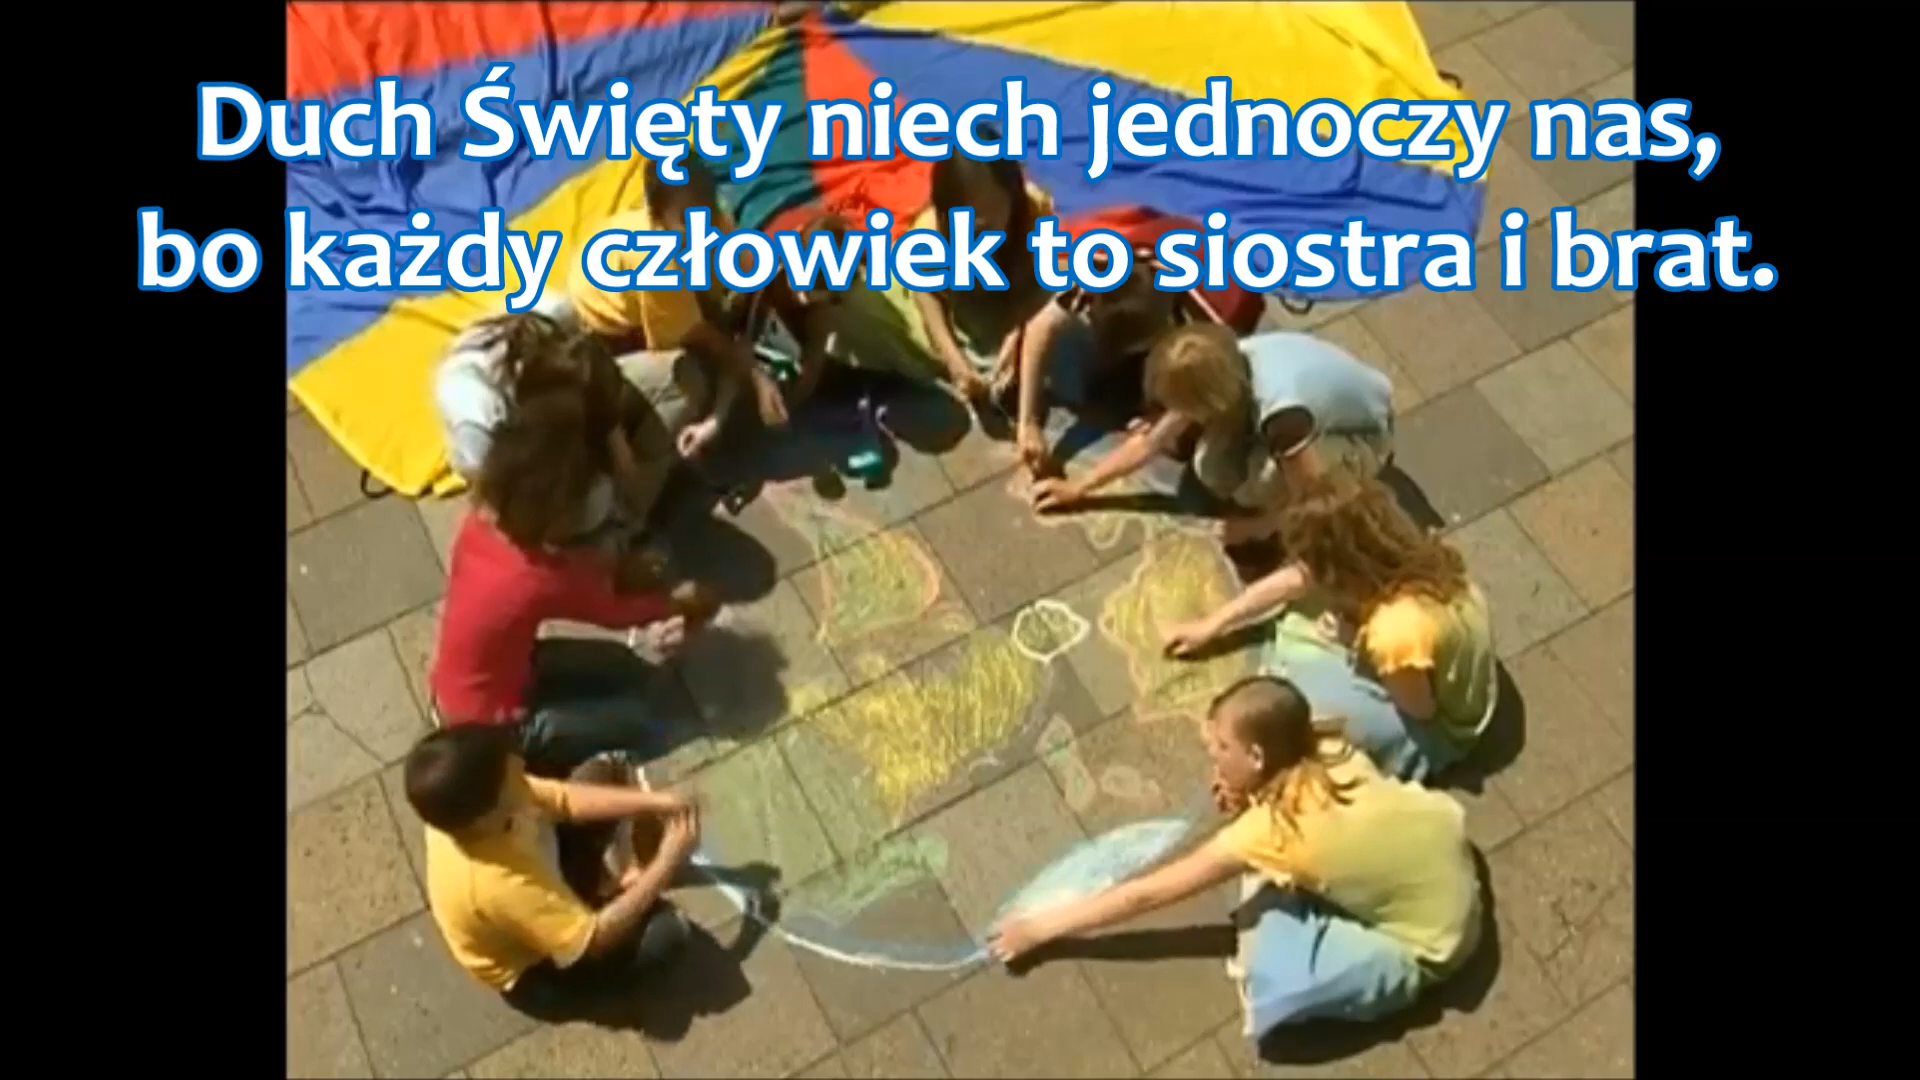 Duch Święty niech jednoczy nas,
bo każdy człowiek to siostra i brat.